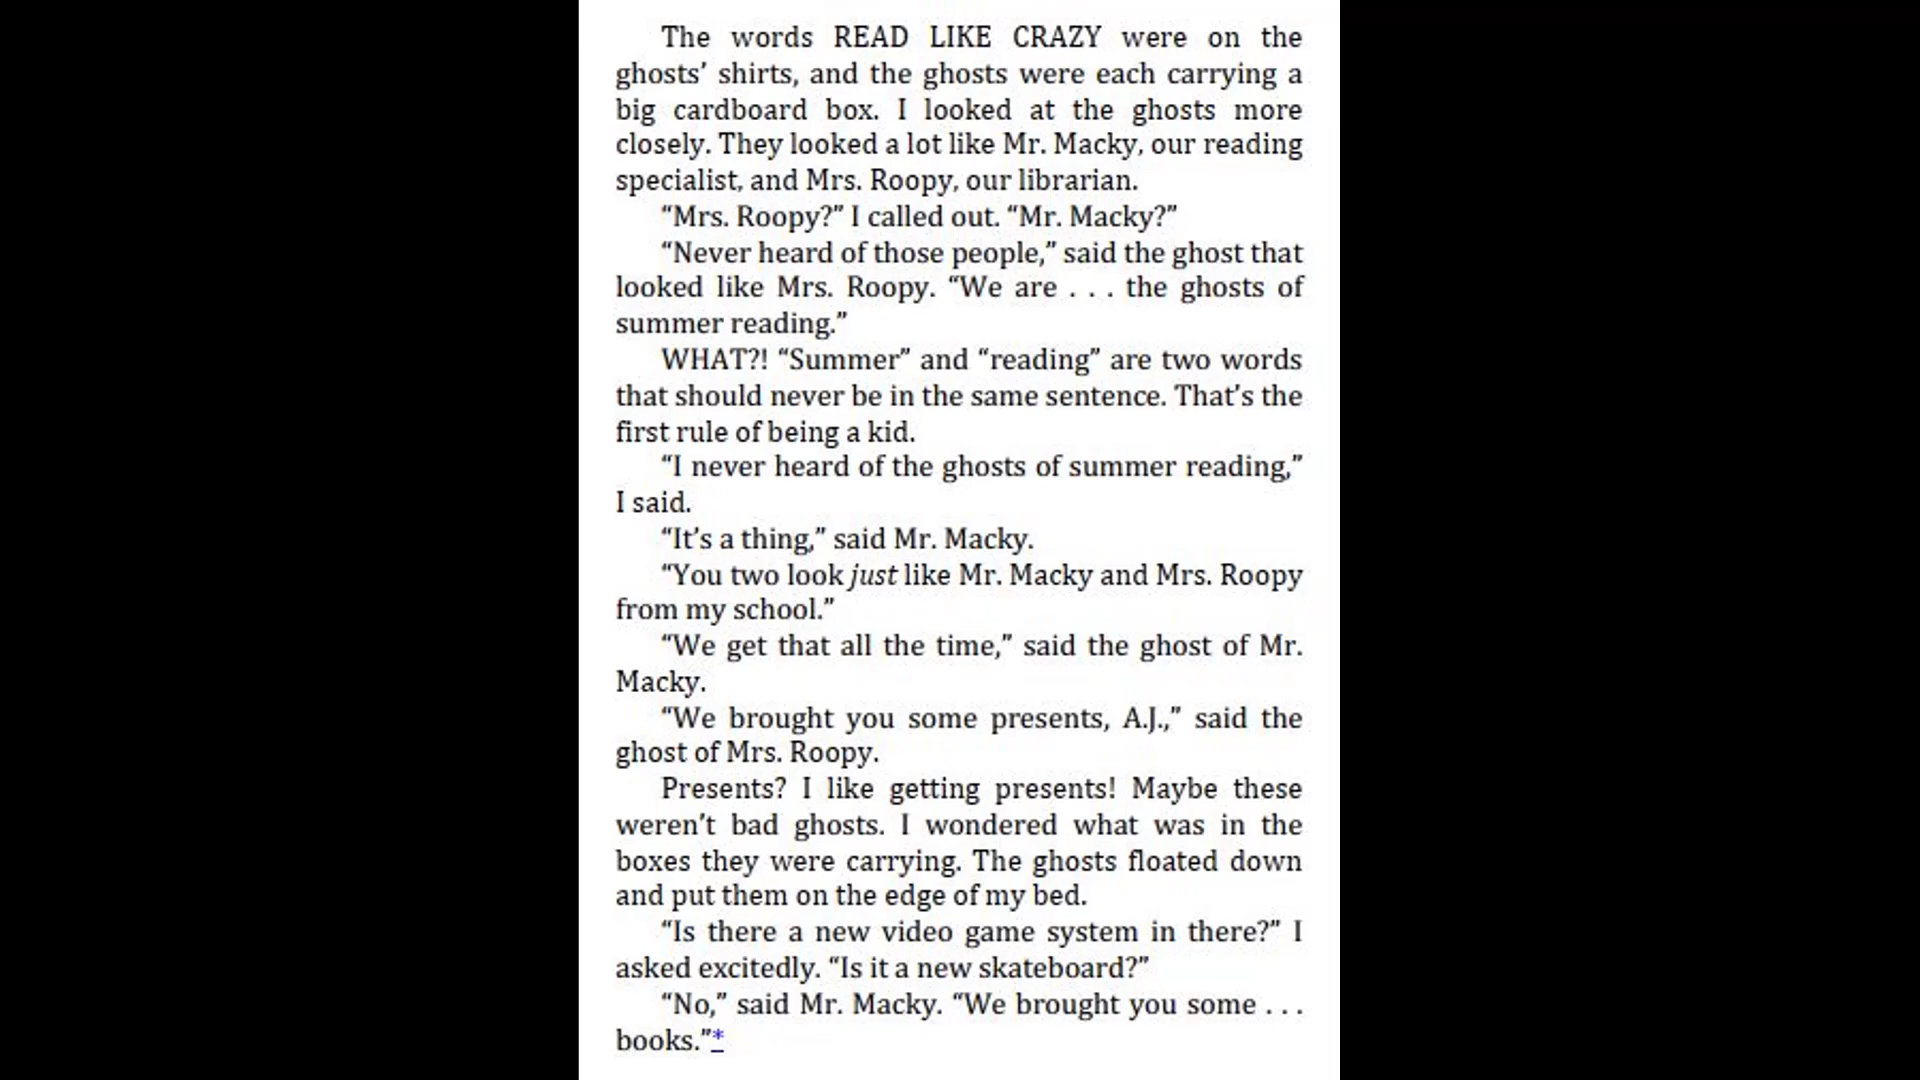 The words READ LIKE CRAZY were on the
ghosts’ shirts, and the ghosts were each carrying a
big cardboard box. I looked at the ghosts more
closely. They looked a lot like Mr. Macky, our reading
specialist, and Mrs. Roopy, our librarian.
“Mrs. Roopy?” I called out. “Mr. Macky?”
“Never heard of those people,” said the ghost that
looked like Mrs. Roopy. “We are . . . the ghosts of
summer reading.”
WHAT?! “Summer” and “reading” are two words
that should never be in the same sentence. That’s the
first rule of being a kid.
“I never heard of the ghosts of summer reading,”
I said.
“It’s a thing,” said Mr. Macky.
“You two look just like Mr. Macky and Mrs. Roopy
from my school.”
“We get that all the time,” said the ghost of Mr.
Macky.
“We brought you some presents, A.J.,” said the
ghost of Mrs. Roopy.
Presents? I like getting presents! Maybe these
weren’t bad ghosts. I wondered what was in the
boxes they were carrying. The ghosts floated down
and put them on the edge of my bed.
“Is there a new video game system in there?” I
asked excitedly. “Is it a new skateboard?”
“No,” said Mr. Macky. “We brought you some . . .
books.”*